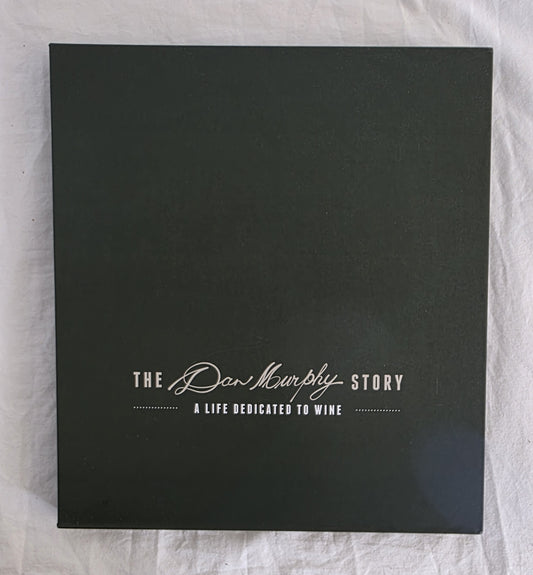 THE Dan Murphy STORY
A LIFE DEDICATED TO WINE